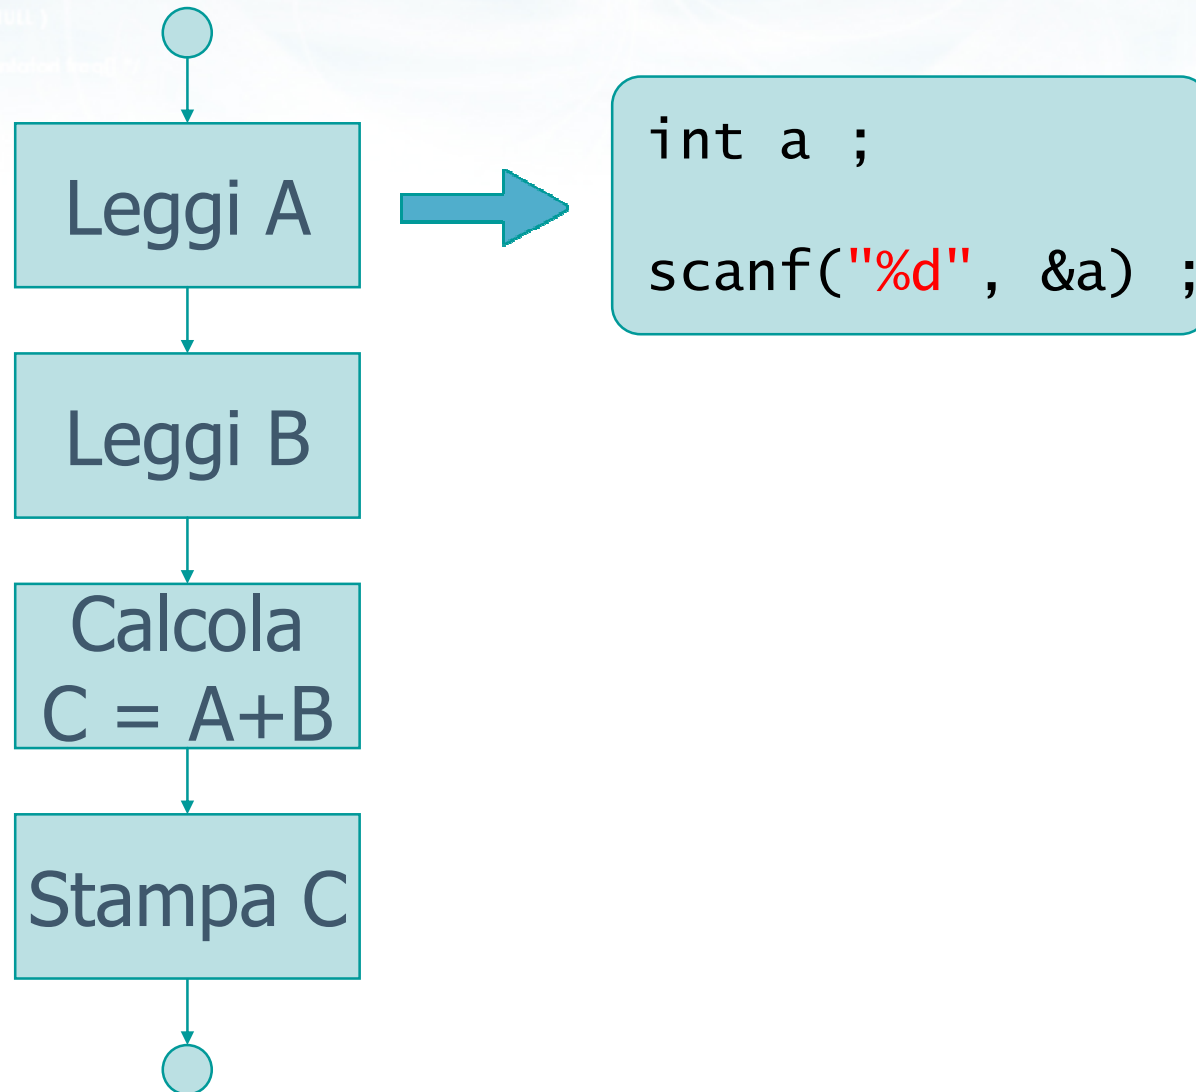 Leggi A
int a ;
scanf("%d", &a) ;
Leggi B
Calcola
C = A+B
Stampa C